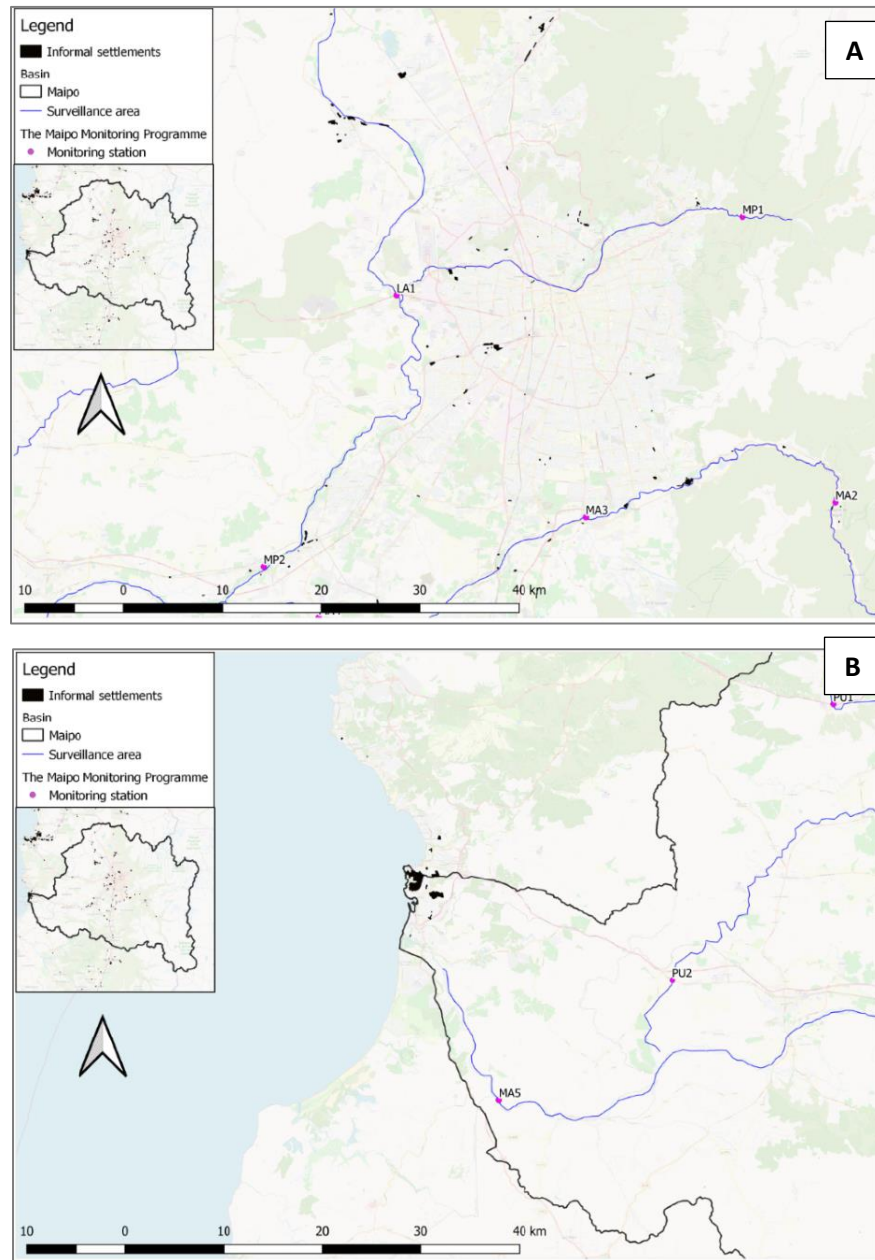 Legend
A
Informal settlements
Basin
Maipo
Surveillance area
The Maipo Monitoring Programme
Monitoring station
MP1
LA1
MA2
MA3
MP2
10 0 10 20 30 40 km
Legend
B
Informal settlements
PU1
Basin
Maipo
Surveillance area
The Maipo Monitoring Programme
Monitoring station
PU2
MA5
10 0 10 20 30 40 km